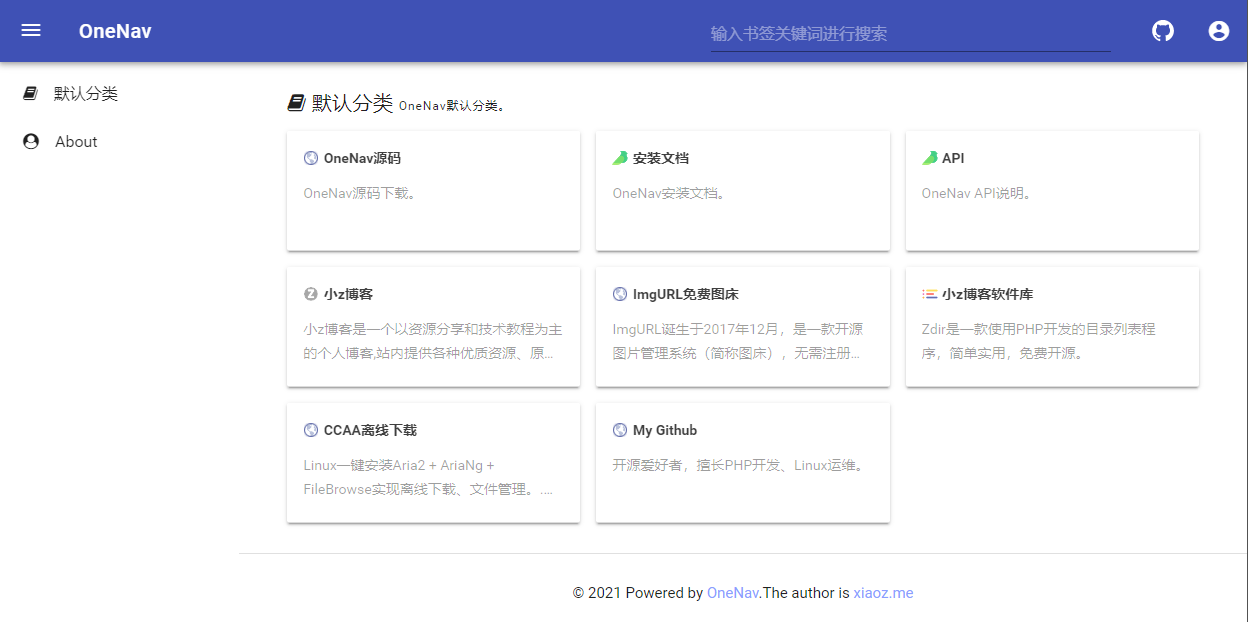 OneNav
输入书签关键词进行搜索
默认分类
About
默认分类 OneNav默认分类。
OneNav源码
OneNav源码下载。
安装文档
OneNav安装文档。
API
OneNav API说明。
小z博客
小z博客是一个以资源分享和技术教程为主
的个人博客,站内提供各种优质资源、原...
ImgURL免费图床
ImgURL诞生于2017年12月，是一款开源
图片管理系统（简称图床），无需注册...
小z博客软件库
Zdir是一款使用PHP开发的目录列表程
序，简单实用，免费开源。
CCAA离线下载
Linux一键安装Aria2 + AriaNg +
FileBrowse实现离线下载、文件管理。....
My Github
开源爱好者，擅长PHP开发、Linux运维。
© 2021 Powered by OneNav.The author is xiaoz.me